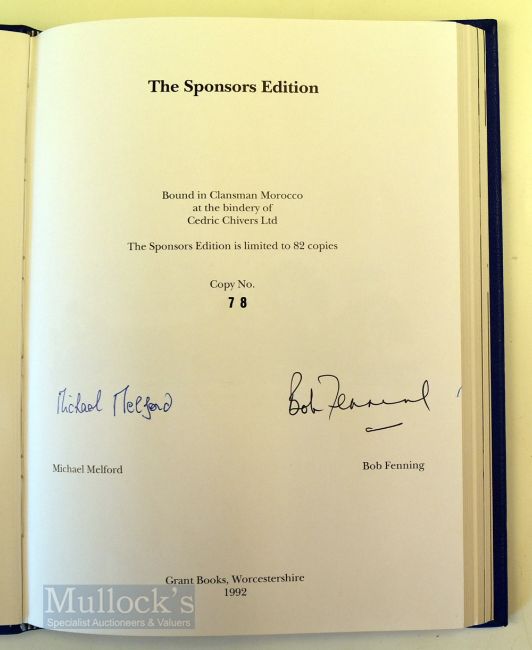 The Sponsors Edition
Bound in Clansman Morocco
at the bindery of
Cedric Chivers Ltd
The Sponsors Edition is limited to 82 copies
Copy No.
78
Michael Melford
Bob Fenning
Michael Melford
Bob Fenning
Grant Books, Worcestershire
1992
Mullock's
Specialist Auctioneers & Valuers